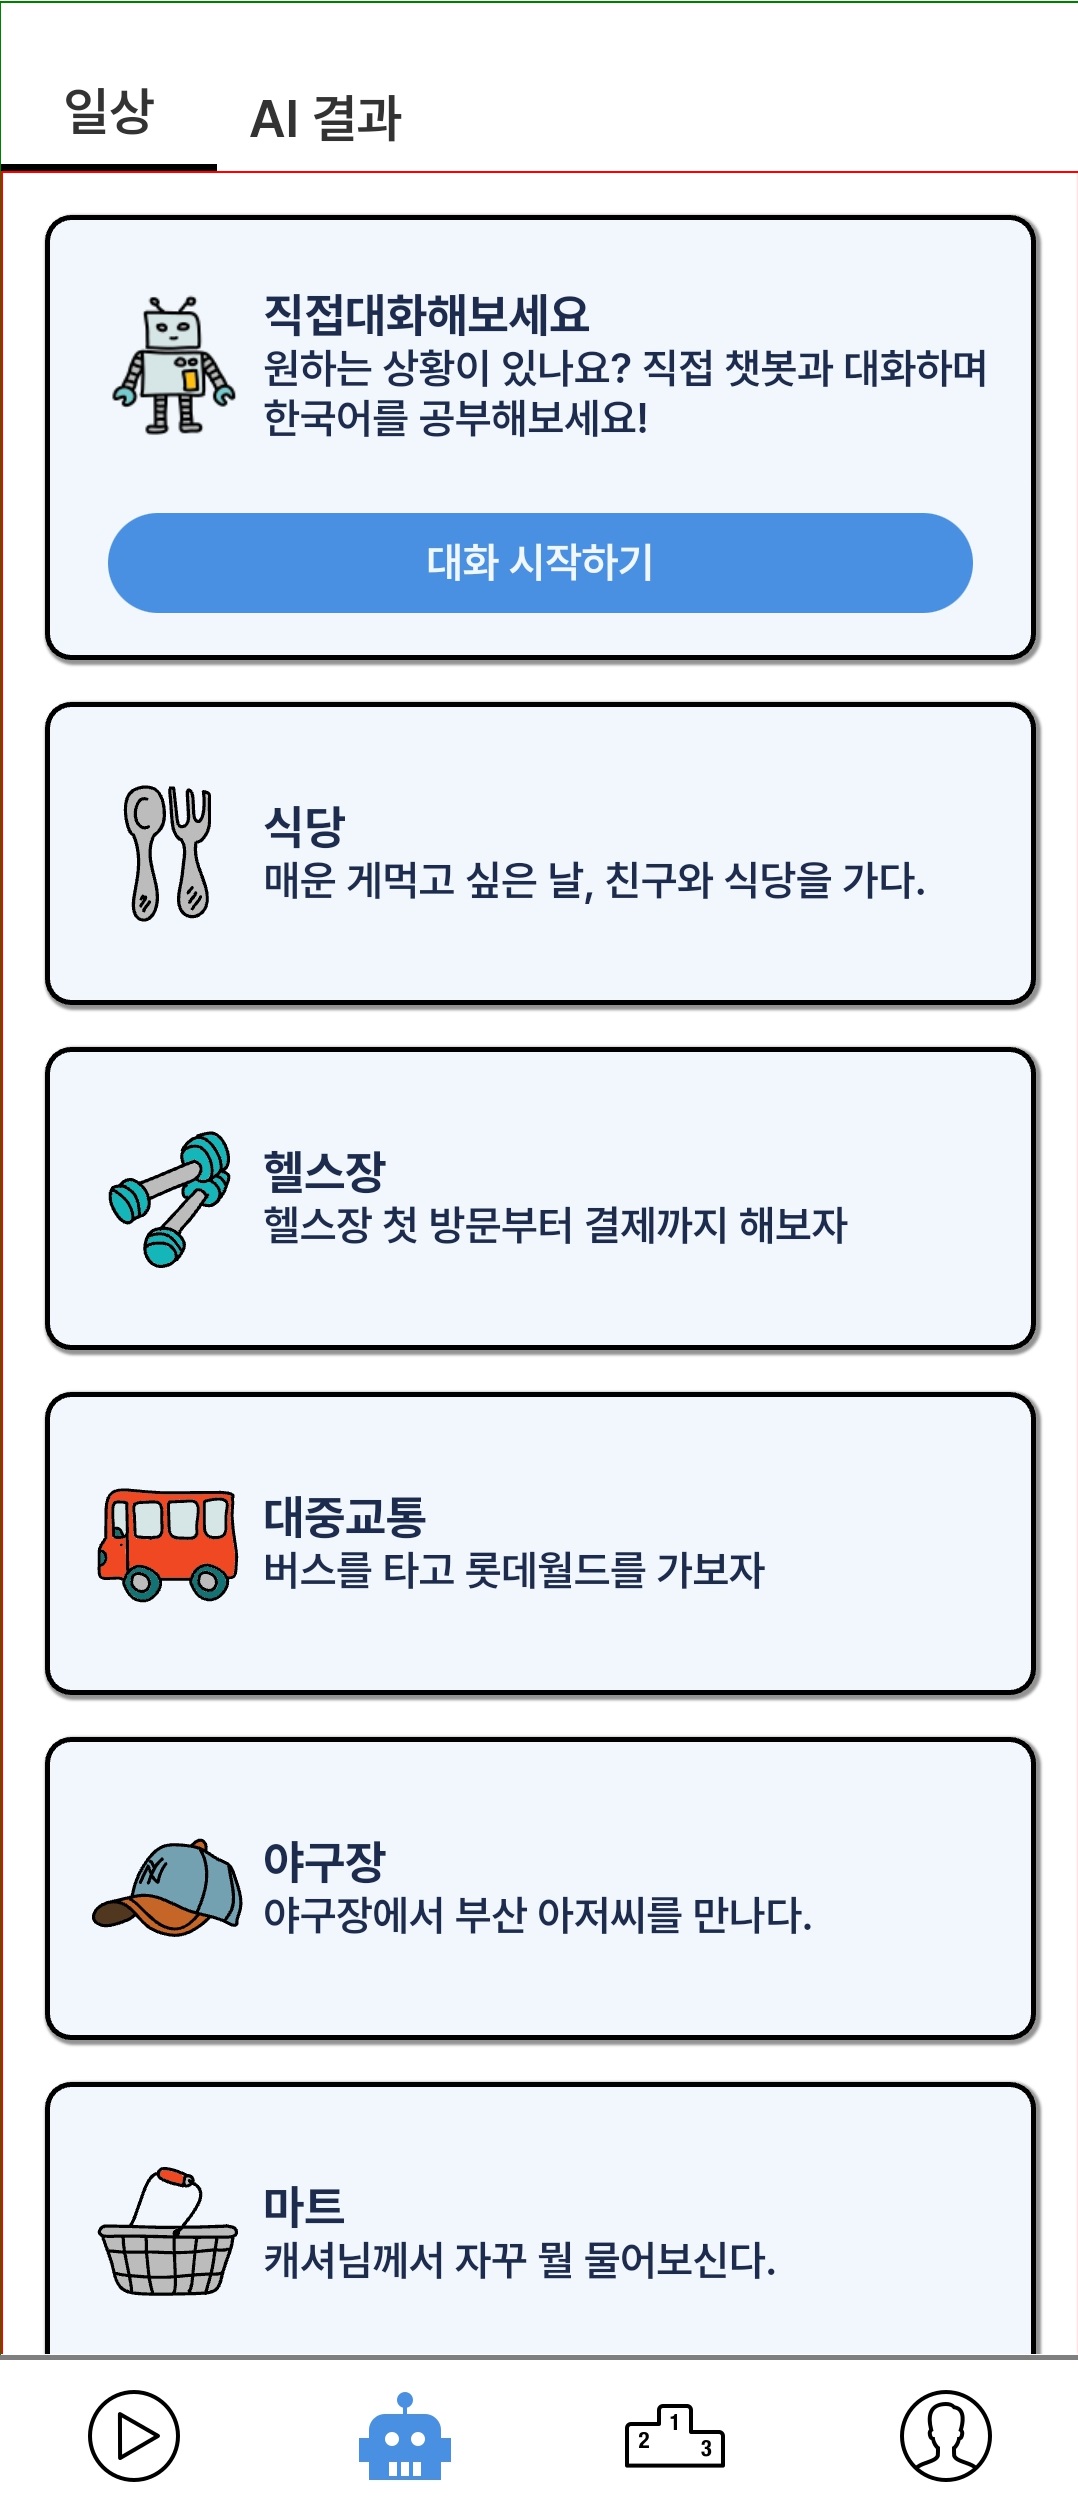 일상
AI 결과
직접대화해보세요
원하는 상황이 있나요? 직접 챗봇과 대화하며
한국어를 공부해보세요!
대화 시작하기
식당
매운 게먹고 싶은 날, 친구와 식당을 가다.
헬스장
헬스장 첫 방문부터 결제까지 해보자
대중교통
버스를 타고 롯데월드를 가보자
야구장
야구장에서 부산 아저씨를 만나다.
마트
캐셔님께서 자꾸 뭘 물어보신다.
2 1 3